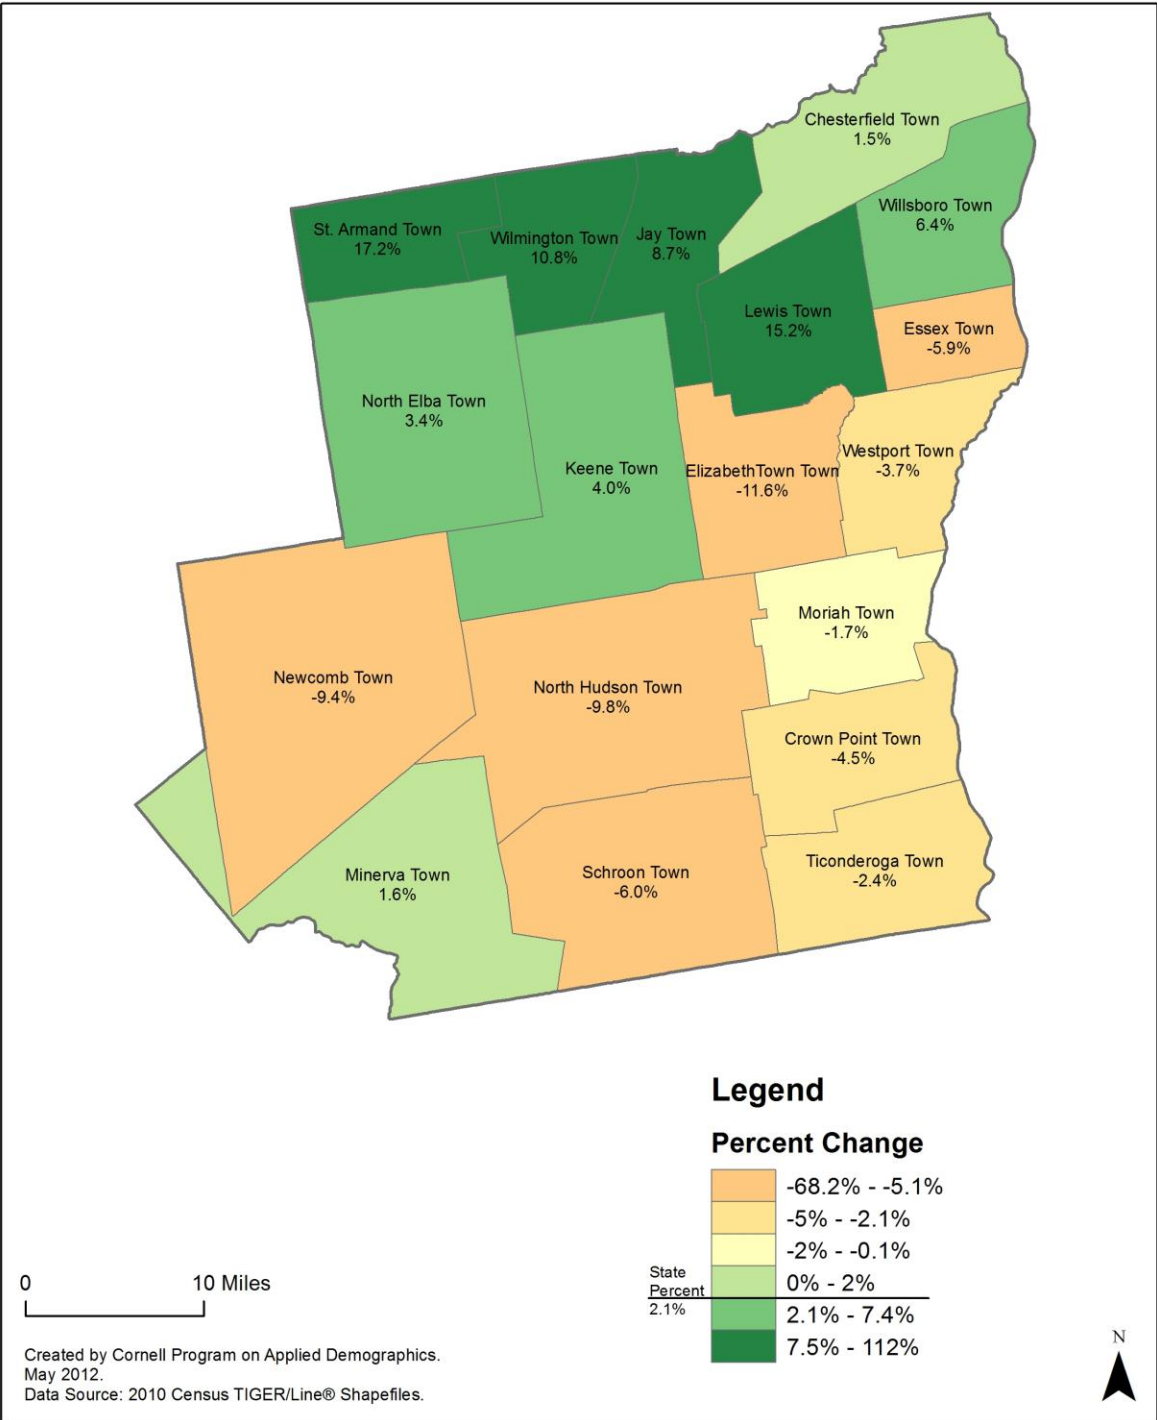 Chesterfield Town
1.5%
Willsboro Town
6.4%
St. Armand Town
17.2%
Wilmington Town
10.8%
Jay Town
8.7%
Lewis Town
15.2%
Essex Town
-5.9%
North Elba Town
3.4%
Keene Town
4.0%
ElizabethTown Town
-11.6%
Westport Town
-3.7%
Moriah Town
-1.7%
Newcomb Town
-9.4%
North Hudson Town
-9.8%
Crown Point Town
-4.5%
Minerva Town
1.6%
Schroon Town
-6.0%
Ticonderoga Town
-2.4%
Legend
Percent Change
-68.2% - -5.1%
-5% - -2.1%
-2% - -0.1%
0% - 2%
2.1% - 7.4%
7.5% - 112%
State
Percent
2.1%
0 10 Miles
Created by Cornell Program on Applied Demographics.
May 2012.
Data Source: 2010 Census TIGER/Line® Shapefiles.
N